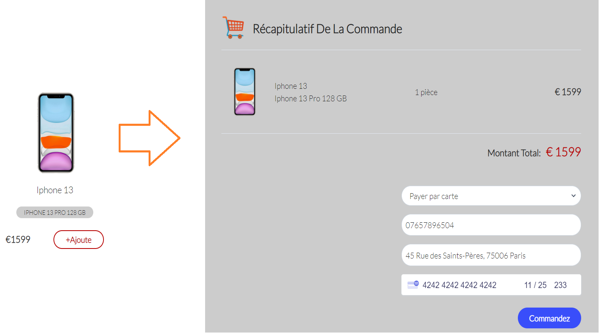 Iphone 13
IPHONE 13 PRO 128 GB
€1599
+Ajoute
Récapitulatif De La Commande
Iphone 13
Iphone 13 Pro 128 GB
1 pièce
€ 1599
Montant Total: € 1599
Payer par carte
07657896504
45 Rue des Saints-Pères, 75006 Paris
4242 4242 4242 4242 11 / 25 233
Commandez